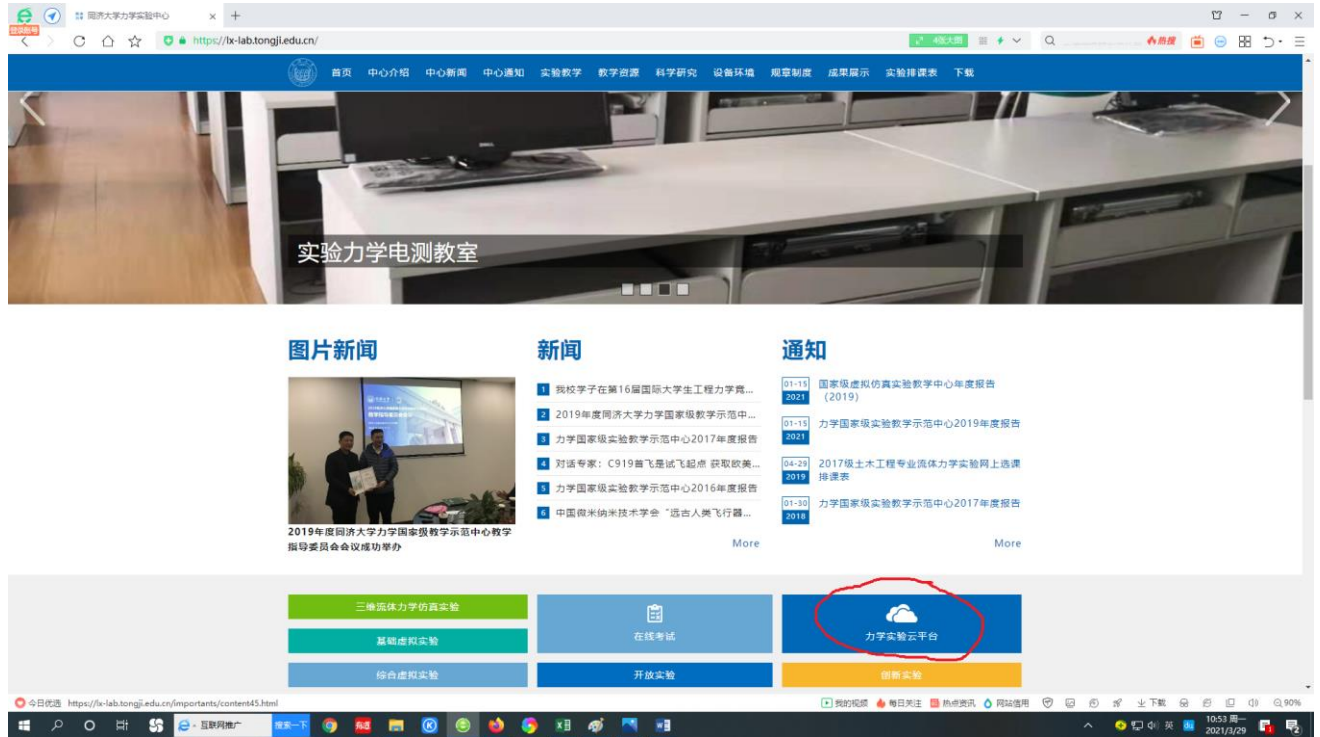 同济大学力学实验中心
登录账号
https://lx-lab.tongji.edu.cn/
4张大图
热搜
首页 中心介绍 中心新闻 中心通知 实验教学 教学资源 科学研究 设备环境 规章制度 成果展示 实验排课表 下载
实验力学电测教室
图片新闻
2019年度同济大学力学国家级教学示范中心教学
指导委员会会议成功举办
新闻
1 我校学子在第16届国际大学生工程力学竞...
2 2019年度同济大学力学国家级教学示范中...
3 力学国家级实验教学示范中心2017年度报告
4 对话专家：C919首飞是试飞起点 获取欧美...
5 力学国家级实验教学示范中心2016年度报告
6 中国微米纳米技术学会“远古人类飞行器...
More
通知
01-15 2021 国家级虚拟仿真实验教学中心年度报告
(2019)
01-15 2021 力学国家级实验教学示范中心2019年度报告
04-29 2019 2017级土木工程专业流体力学实验网上选课
排课表
01-30 2018 力学国家级实验教学示范中心2017年度报告
More
三维流体力学仿真实验
基础虚拟实验
综合虚拟实验
在线考试
开放实验
力学实验云平台
创新实验
今日优选 https://lx-lab.tongji.edu.cn/importants/content45.html
我的视频 每日关注 热点资讯 网站信用 下载 90%
互联网推广 搜索一下
英 10:53 周一
2021/3/29